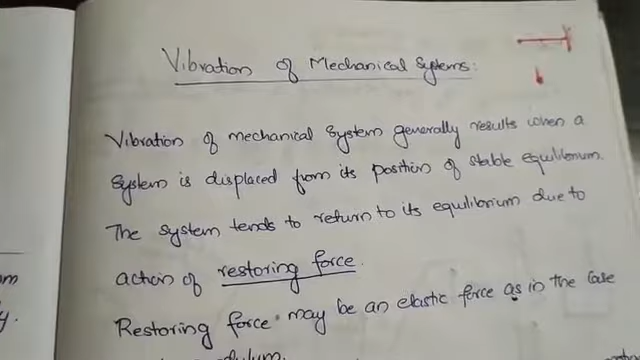 Vibration of Mechanical Systems:
Vibration of mechanical system generally results when a
system is displaced from its position of stable equilibrium.
The system tends to return to its equilibrium due to
action of restoring force.
Restoring force may be an elastic force as in the case